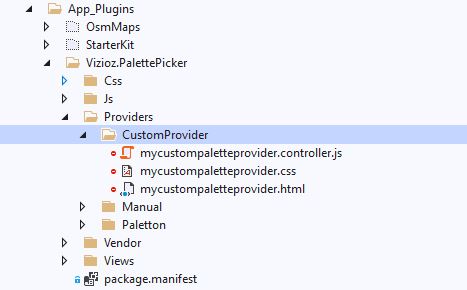 App_Plugins
OsmMaps
StarterKit
Vizioz.PalettePicker
Css
Js
Providers
CustomProvider
mycustompaletteprovider.controller.js
mycustompaletteprovider.css
mycustompaletteprovider.html
Manual
Paletton
Vendor
Views
package.manifest